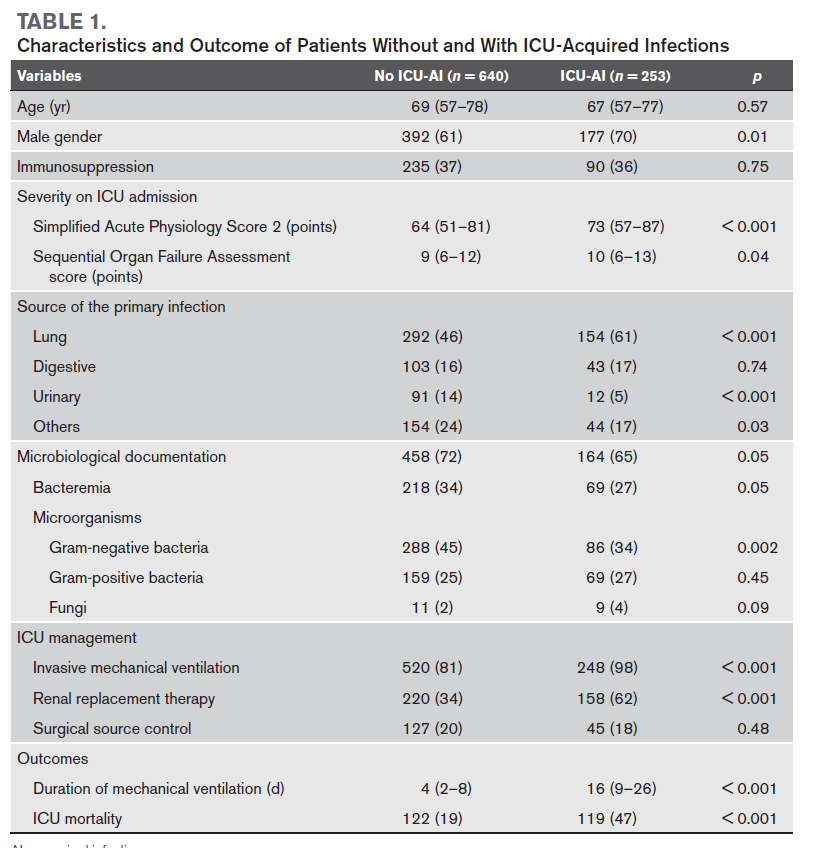 TABLE 1.
Characteristics and Outcome of Patients Without and With ICU-Acquired Infections
Variables No ICU-AI (n = 640) ICU-AI (n = 253) p
Age (yr) 69 (57–78) 67 (57–77) 0.57
Male gender 392 (61) 177 (70) 0.01
Immunosuppression 235 (37) 90 (36) 0.75
Severity on ICU admission
Simplified Acute Physiology Score 2 (points) 64 (51–81) 73 (57–87) < 0.001
Sequential Organ Failure Assessment 9 (6–12) 10 (6–13) 0.04
score (points)
Source of the primary infection
Lung 292 (46) 154 (61) < 0.001
Digestive 103 (16) 43 (17) 0.74
Urinary 91 (14) 12 (5) < 0.001
Others 154 (24) 44 (17) 0.03
Microbiological documentation 458 (72) 164 (65) 0.05
Bacteremia 218 (34) 69 (27) 0.05
Microorganisms
Gram-negative bacteria 288 (45) 86 (34) 0.002
Gram-positive bacteria 159 (25) 69 (27) 0.45
Fungi 11 (2) 9 (4) 0.09
ICU management
Invasive mechanical ventilation 520 (81) 248 (98) < 0.001
Renal replacement therapy 220 (34) 158 (62) < 0.001
Surgical source control 127 (20) 45 (18) 0.48
Outcomes
Duration of mechanical ventilation (d) 4 (2–8) 16 (9–26) < 0.001
ICU mortality 122 (19) 119 (47) < 0.001